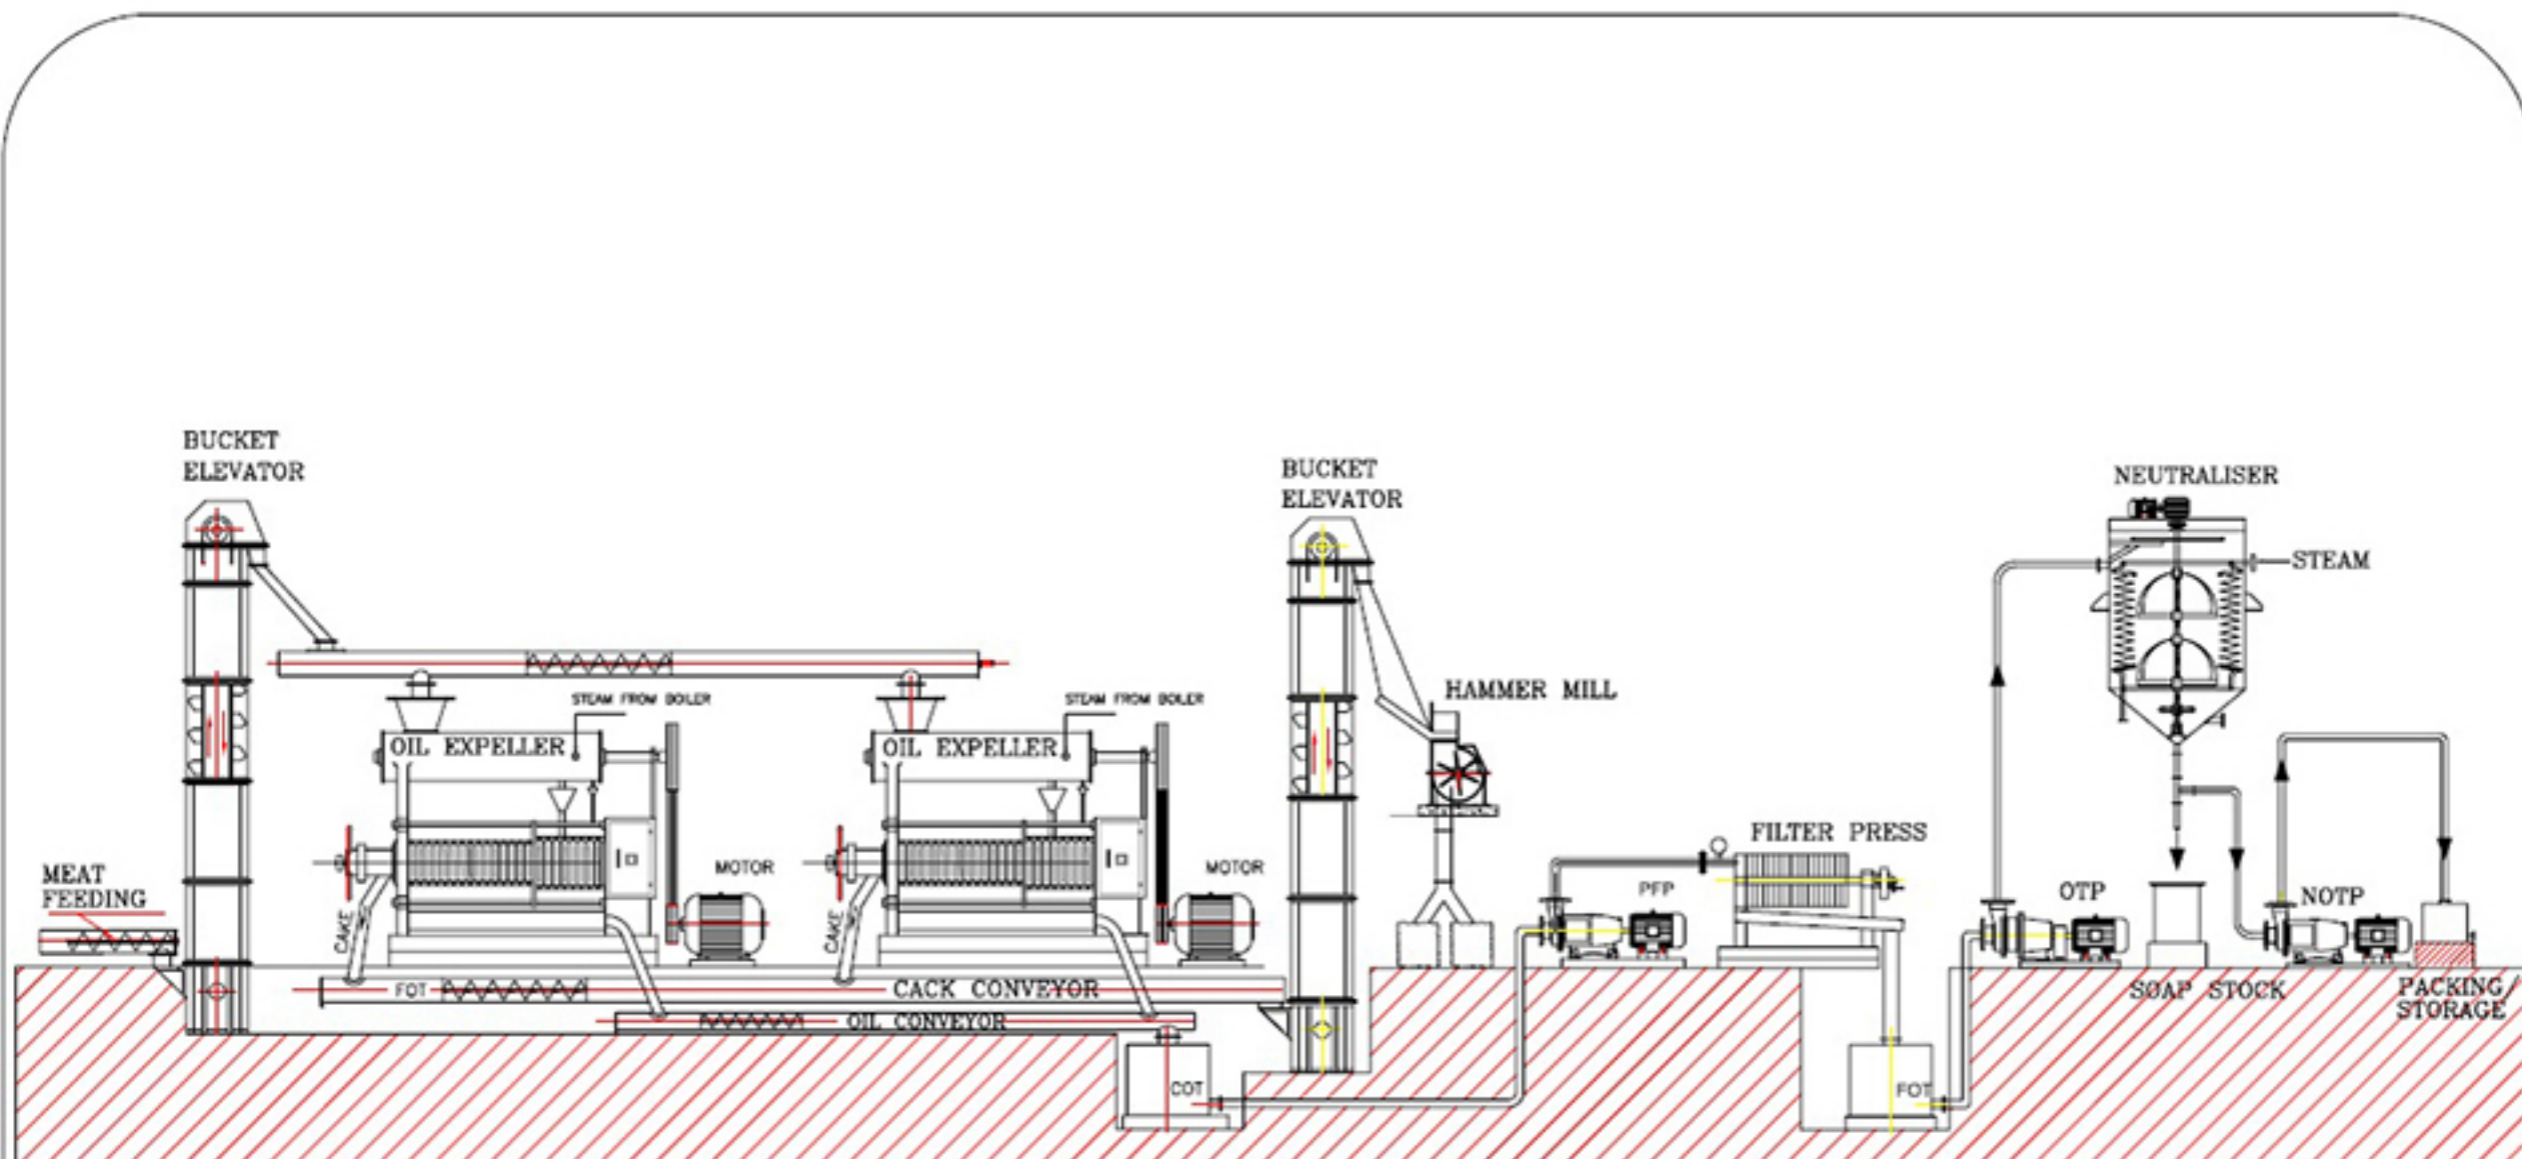 BUCKET
ELEVATOR
BUCKET
ELEVATOR
NEUTRALISER
STEAM
HAMMER MILL
STEAM FROM BOILER
STEAM FROM BOILER
OIL EXPELLER
OIL EXPELLER
FILTER PRESS
MEAT
FEEDING
MOTOR
MOTOR
PFP
OTP
NOTP
CAKE
CAKE
FOT
CACK CONVEYOR
SOAP STOCK
PACKING/
STORAGE
OIL CONVEYOR
COT
FOT